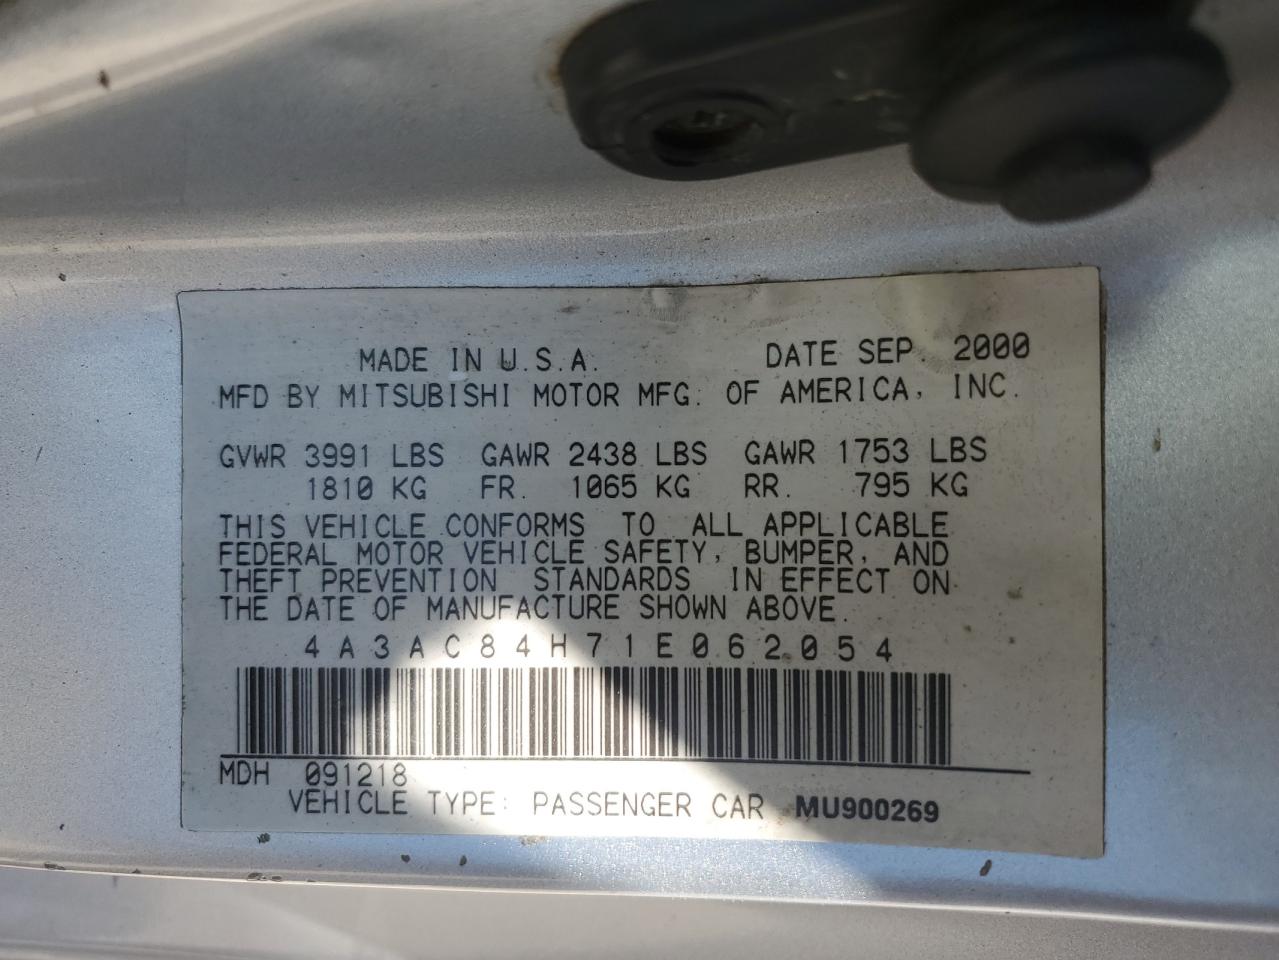 MADE IN U.S.A. DATE SEP 2000
MFD BY MITSUBISHI MOTOR MFG. OF AMERICA, INC.
GVWR 3991 LBS GAWR 2438 LBS GAWR 1753 LBS
1810 KG FR. 1065 KG RR. 795 KG
THIS VEHICLE CONFORMS TO ALL APPLICABLE
FEDERAL MOTOR VEHICLE SAFETY, BUMPER, AND
THEFT PREVENTION STANDARDS IN EFFECT ON
THE DATE OF MANUFACTURE SHOWN ABOVE.
4A3AC84H71E062054
MDH 091218
VEHICLE TYPE: PASSENGER CAR MU900269